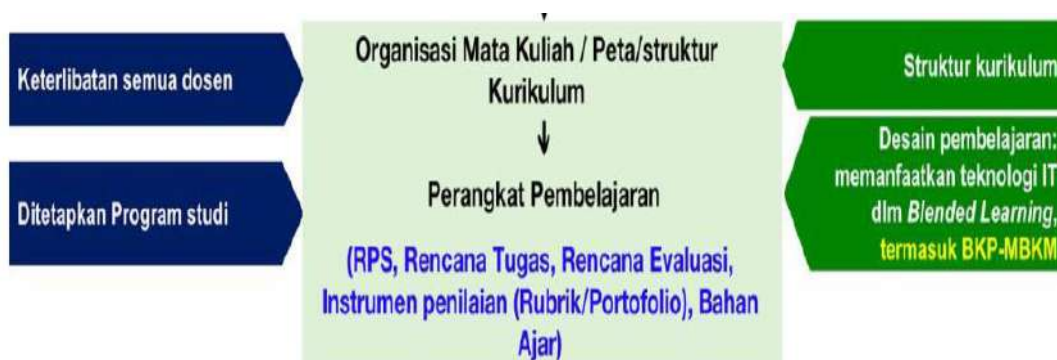 Keterlibatan semua dosen
Organisasi Mata Kuliah / Peta/struktur
Kurikulum
Struktur kurikulum
Ditetapkan Program studi
Perangkat Pembelajaran
(RPS, Rencana Tugas, Rencana Evaluasi,
Instrumen penilaian (Rubrik/Portofolio), Bahan
Ajar)
Desain pembelajaran:
memanfaatkan teknologi IT
dlm Blended Learning,
termasuk BKP-MBKM